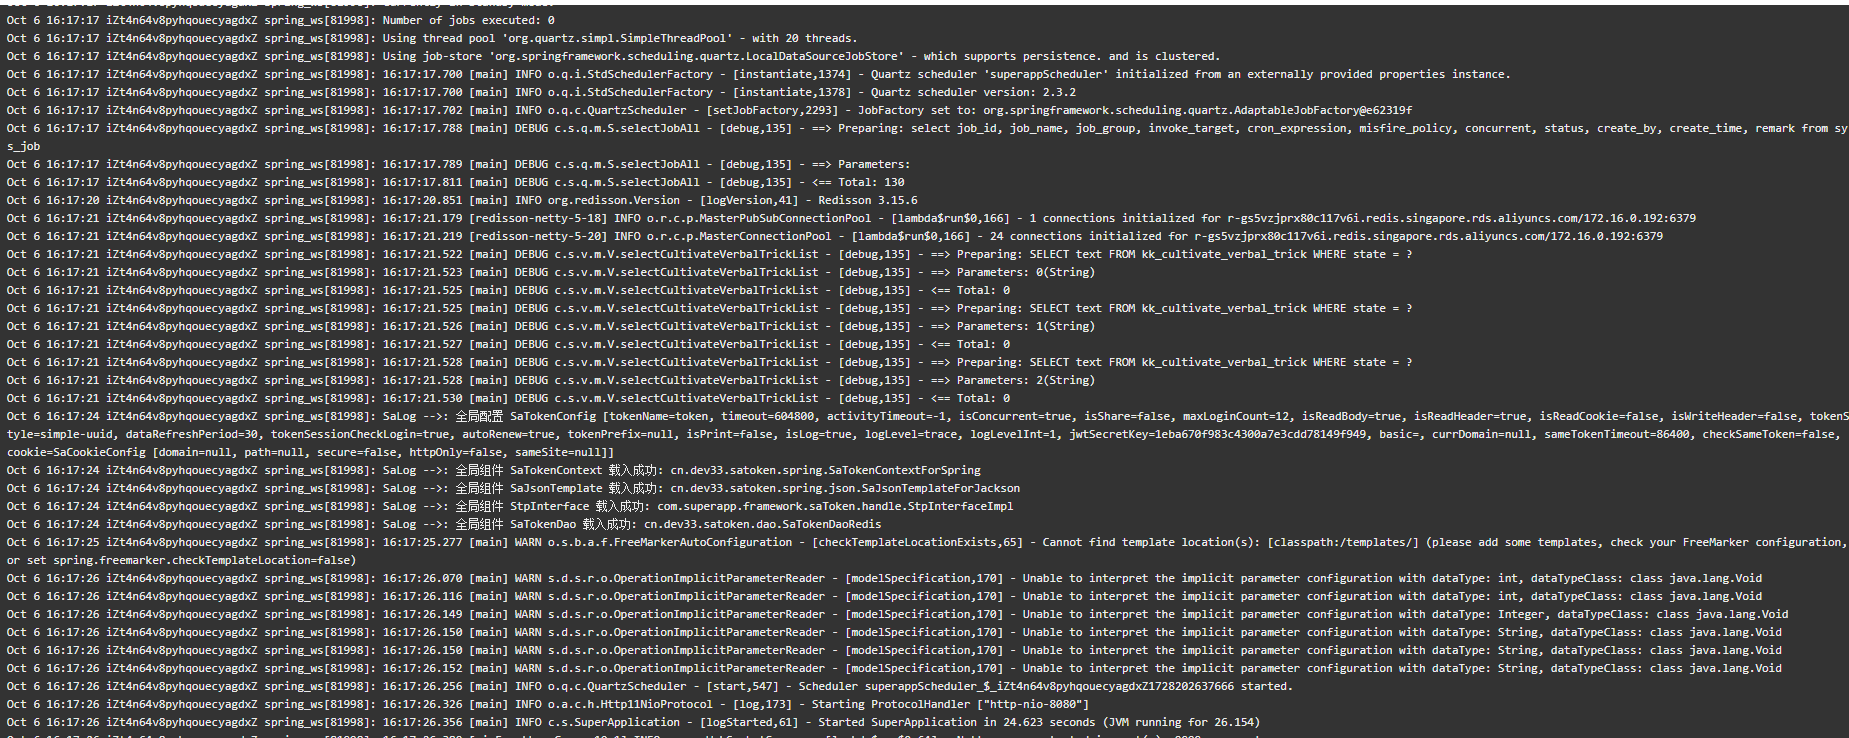 Oct 6 16:17:17 iZt4n64v8pyhqouecyagdxZ spring_ws[81998]: Currently in standby mode.
Oct 6 16:17:17 iZt4n64v8pyhqouecyagdxZ spring_ws[81998]: Number of jobs executed: 0
Oct 6 16:17:17 iZt4n64v8pyhqouecyagdxZ spring_ws[81998]: Using thread pool 'org.quartz.simpl.SimpleThreadPool' - with 20 threads.
Oct 6 16:17:17 iZt4n64v8pyhqouecyagdxZ spring_ws[81998]: Using job-store 'org.springframework.scheduling.quartz.LocalDataSourceJobStore' - which supports persistence. and is clustered.
Oct 6 16:17:17 iZt4n64v8pyhqouecyagdxZ spring_ws[81998]: 16:17:17.700 [main] INFO o.q.i.StdSchedulerFactory - [instantiate,1374] - Quartz scheduler 'superappScheduler' initialized from an externally provided properties instance.
Oct 6 16:17:17 iZt4n64v8pyhqouecyagdxZ spring_ws[81998]: 16:17:17.700 [main] INFO o.q.i.StdSchedulerFactory - [instantiate,1378] - Quartz scheduler version: 2.3.2
Oct 6 16:17:17 iZt4n64v8pyhqouecyagdxZ spring_ws[81998]: 16:17:17.702 [main] INFO o.q.c.QuartzScheduler - [setJobFactory,2293] - JobFactory set to: org.springframework.scheduling.quartz.AdaptableJobFactory@e62319f
Oct 6 16:17:17 iZt4n64v8pyhqouecyagdxZ spring_ws[81998]: 16:17:17.788 [main] DEBUG c.s.q.m.S.selectJobAll - [debug,135] - ==> Preparing: select job_id, job_name, job_group, invoke_target, cron_expression, misfire_policy, concurrent, status, create_by, create_time, remark from sy
s_job
Oct 6 16:17:17 iZt4n64v8pyhqouecyagdxZ spring_ws[81998]: 16:17:17.789 [main] DEBUG c.s.q.m.S.selectJobAll - [debug,135] - ==> Parameters:
Oct 6 16:17:17 iZt4n64v8pyhqouecyagdxZ spring_ws[81998]: 16:17:17.811 [main] DEBUG c.s.q.m.S.selectJobAll - [debug,135] - <== Total: 130
Oct 6 16:17:20 iZt4n64v8pyhqouecyagdxZ spring_ws[81998]: 16:17:20.851 [main] INFO org.redisson.Version - [logVersion,41] - Redisson 3.15.6
Oct 6 16:17:21 iZt4n64v8pyhqouecyagdxZ spring_ws[81998]: 16:17:21.179 [redisson-netty-5-18] INFO o.r.c.p.MasterPubSubConnectionPool - [lambda$run$0,166] - 1 connections initialized for r-gs5vzjprx80c117v6i.redis.singapore.rds.aliyuncs.com/172.16.0.192:6379
Oct 6 16:17:21 iZt4n64v8pyhqouecyagdxZ spring_ws[81998]: 16:17:21.219 [redisson-netty-5-20] INFO o.r.c.p.MasterConnectionPool - [lambda$run$0,166] - 24 connections initialized for r-gs5vzjprx80c117v6i.redis.singapore.rds.aliyuncs.com/172.16.0.192:6379
Oct 6 16:17:21 iZt4n64v8pyhqouecyagdxZ spring_ws[81998]: 16:17:21.522 [main] DEBUG c.s.v.m.V.selectCultivateVerbalTrickList - [debug,135] - ==> Preparing: SELECT text FROM kk_cultivate_verbal_trick WHERE state = ?
Oct 6 16:17:21 iZt4n64v8pyhqouecyagdxZ spring_ws[81998]: 16:17:21.523 [main] DEBUG c.s.v.m.V.selectCultivateVerbalTrickList - [debug,135] - ==> Parameters: 0(String)
Oct 6 16:17:21 iZt4n64v8pyhqouecyagdxZ spring_ws[81998]: 16:17:21.525 [main] DEBUG c.s.v.m.V.selectCultivateVerbalTrickList - [debug,135] - <== Total: 0
Oct 6 16:17:21 iZt4n64v8pyhqouecyagdxZ spring_ws[81998]: 16:17:21.525 [main] DEBUG c.s.v.m.V.selectCultivateVerbalTrickList - [debug,135] - ==> Preparing: SELECT text FROM kk_cultivate_verbal_trick WHERE state = ?
Oct 6 16:17:21 iZt4n64v8pyhqouecyagdxZ spring_ws[81998]: 16:17:21.526 [main] DEBUG c.s.v.m.V.selectCultivateVerbalTrickList - [debug,135] - ==> Parameters: 1(String)
Oct 6 16:17:21 iZt4n64v8pyhqouecyagdxZ spring_ws[81998]: 16:17:21.527 [main] DEBUG c.s.v.m.V.selectCultivateVerbalTrickList - [debug,135] - <== Total: 0
Oct 6 16:17:21 iZt4n64v8pyhqouecyagdxZ spring_ws[81998]: 16:17:21.528 [main] DEBUG c.s.v.m.V.selectCultivateVerbalTrickList - [debug,135] - ==> Preparing: SELECT text FROM kk_cultivate_verbal_trick WHERE state = ?
Oct 6 16:17:21 iZt4n64v8pyhqouecyagdxZ spring_ws[81998]: 16:17:21.528 [main] DEBUG c.s.v.m.V.selectCultivateVerbalTrickList - [debug,135] - ==> Parameters: 2(String)
Oct 6 16:17:21 iZt4n64v8pyhqouecyagdxZ spring_ws[81998]: 16:17:21.530 [main] DEBUG c.s.v.m.V.selectCultivateVerbalTrickList - [debug,135] - <== Total: 0
Oct 6 16:17:24 iZt4n64v8pyhqouecyagdxZ spring_ws[81998]: SaLog -->: 全局配置 SaTokenConfig [tokenName=token, timeout=604800, activityTimeout=-1, isConcurrent=true, isShare=false, maxLoginCount=12, isReadBody=true, isReadHeader=true, isReadCookie=false, isWriteHeader=false, tokenS
tyle=simple-uuid, dataRefreshPeriod=30, tokenSessionCheckLogin=true, autoRenew=true, tokenPrefix=null, isPrint=false, isLog=true, logLevel=trace, logLevelInt=1, jwtSecretKey=1eba670f983c4300a7e3cdd78149f949, basic=, currDomain=null, sameTokenTimeout=86400, checkSameToken=false,
cookie=SaCookieConfig [domain=null, path=null, secure=false, httpOnly=false, sameSite=null]]
Oct 6 16:17:24 iZt4n64v8pyhqouecyagdxZ spring_ws[81998]: SaLog -->: 全局组件 SaTokenContext 载入成功: cn.dev33.satoken.spring.SaTokenContextForSpring
Oct 6 16:17:24 iZt4n64v8pyhqouecyagdxZ spring_ws[81998]: SaLog -->: 全局组件 SaJsonTemplate 载入成功: cn.dev33.satoken.spring.json.SaJsonTemplateForJackson
Oct 6 16:17:24 iZt4n64v8pyhqouecyagdxZ spring_ws[81998]: SaLog -->: 全局组件 StpInterface 载入成功: com.superapp.framework.saToken.handle.StpInterfaceImpl
Oct 6 16:17:24 iZt4n64v8pyhqouecyagdxZ spring_ws[81998]: SaLog -->: 全局组件 SaTokenDao 载入成功: cn.dev33.satoken.dao.SaTokenDaoRedis
Oct 6 16:17:25 iZt4n64v8pyhqouecyagdxZ spring_ws[81998]: 16:17:25.277 [main] WARN o.s.b.a.f.FreeMarkerAutoConfiguration - [checkTemplateLocationExists,65] - Cannot find template location(s): [classpath:/templates/] (please add some templates, check your FreeMarker configuration,
or set spring.freemarker.checkTemplateLocation=false)
Oct 6 16:17:26 iZt4n64v8pyhqouecyagdxZ spring_ws[81998]: 16:17:26.070 [main] WARN s.d.s.r.o.OperationImplicitParameterReader - [modelSpecification,170] - Unable to interpret the implicit parameter configuration with dataType: int, dataTypeClass: class java.lang.Void
Oct 6 16:17:26 iZt4n64v8pyhqouecyagdxZ spring_ws[81998]: 16:17:26.116 [main] WARN s.d.s.r.o.OperationImplicitParameterReader - [modelSpecification,170] - Unable to interpret the implicit parameter configuration with dataType: int, dataTypeClass: class java.lang.Void
Oct 6 16:17:26 iZt4n64v8pyhqouecyagdxZ spring_ws[81998]: 16:17:26.149 [main] WARN s.d.s.r.o.OperationImplicitParameterReader - [modelSpecification,170] - Unable to interpret the implicit parameter configuration with dataType: Integer, dataTypeClass: class java.lang.Void
Oct 6 16:17:26 iZt4n64v8pyhqouecyagdxZ spring_ws[81998]: 16:17:26.150 [main] WARN s.d.s.r.o.OperationImplicitParameterReader - [modelSpecification,170] - Unable to interpret the implicit parameter configuration with dataType: String, dataTypeClass: class java.lang.Void
Oct 6 16:17:26 iZt4n64v8pyhqouecyagdxZ spring_ws[81998]: 16:17:26.150 [main] WARN s.d.s.r.o.OperationImplicitParameterReader - [modelSpecification,170] - Unable to interpret the implicit parameter configuration with dataType: String, dataTypeClass: class java.lang.Void
Oct 6 16:17:26 iZt4n64v8pyhqouecyagdxZ spring_ws[81998]: 16:17:26.152 [main] WARN s.d.s.r.o.OperationImplicitParameterReader - [modelSpecification,170] - Unable to interpret the implicit parameter configuration with dataType: String, dataTypeClass: class java.lang.Void
Oct 6 16:17:26 iZt4n64v8pyhqouecyagdxZ spring_ws[81998]: 16:17:26.256 [main] INFO o.q.c.QuartzScheduler - [start,547] - Scheduler superappScheduler_$_iZt4n64v8pyhqouecyagdxZ1728202637666 started.
Oct 6 16:17:26 iZt4n64v8pyhqouecyagdxZ spring_ws[81998]: 16:17:26.326 [main] INFO o.a.c.h.Http11NioProtocol - [log,173] - Starting ProtocolHandler ["http-nio-8080"]
Oct 6 16:17:26 iZt4n64v8pyhqouecyagdxZ spring_ws[81998]: 16:17:26.356 [main] INFO c.s.SuperApplication - [logStarted,61] - Started SuperApplication in 24.623 seconds (JVM running for 26.154)